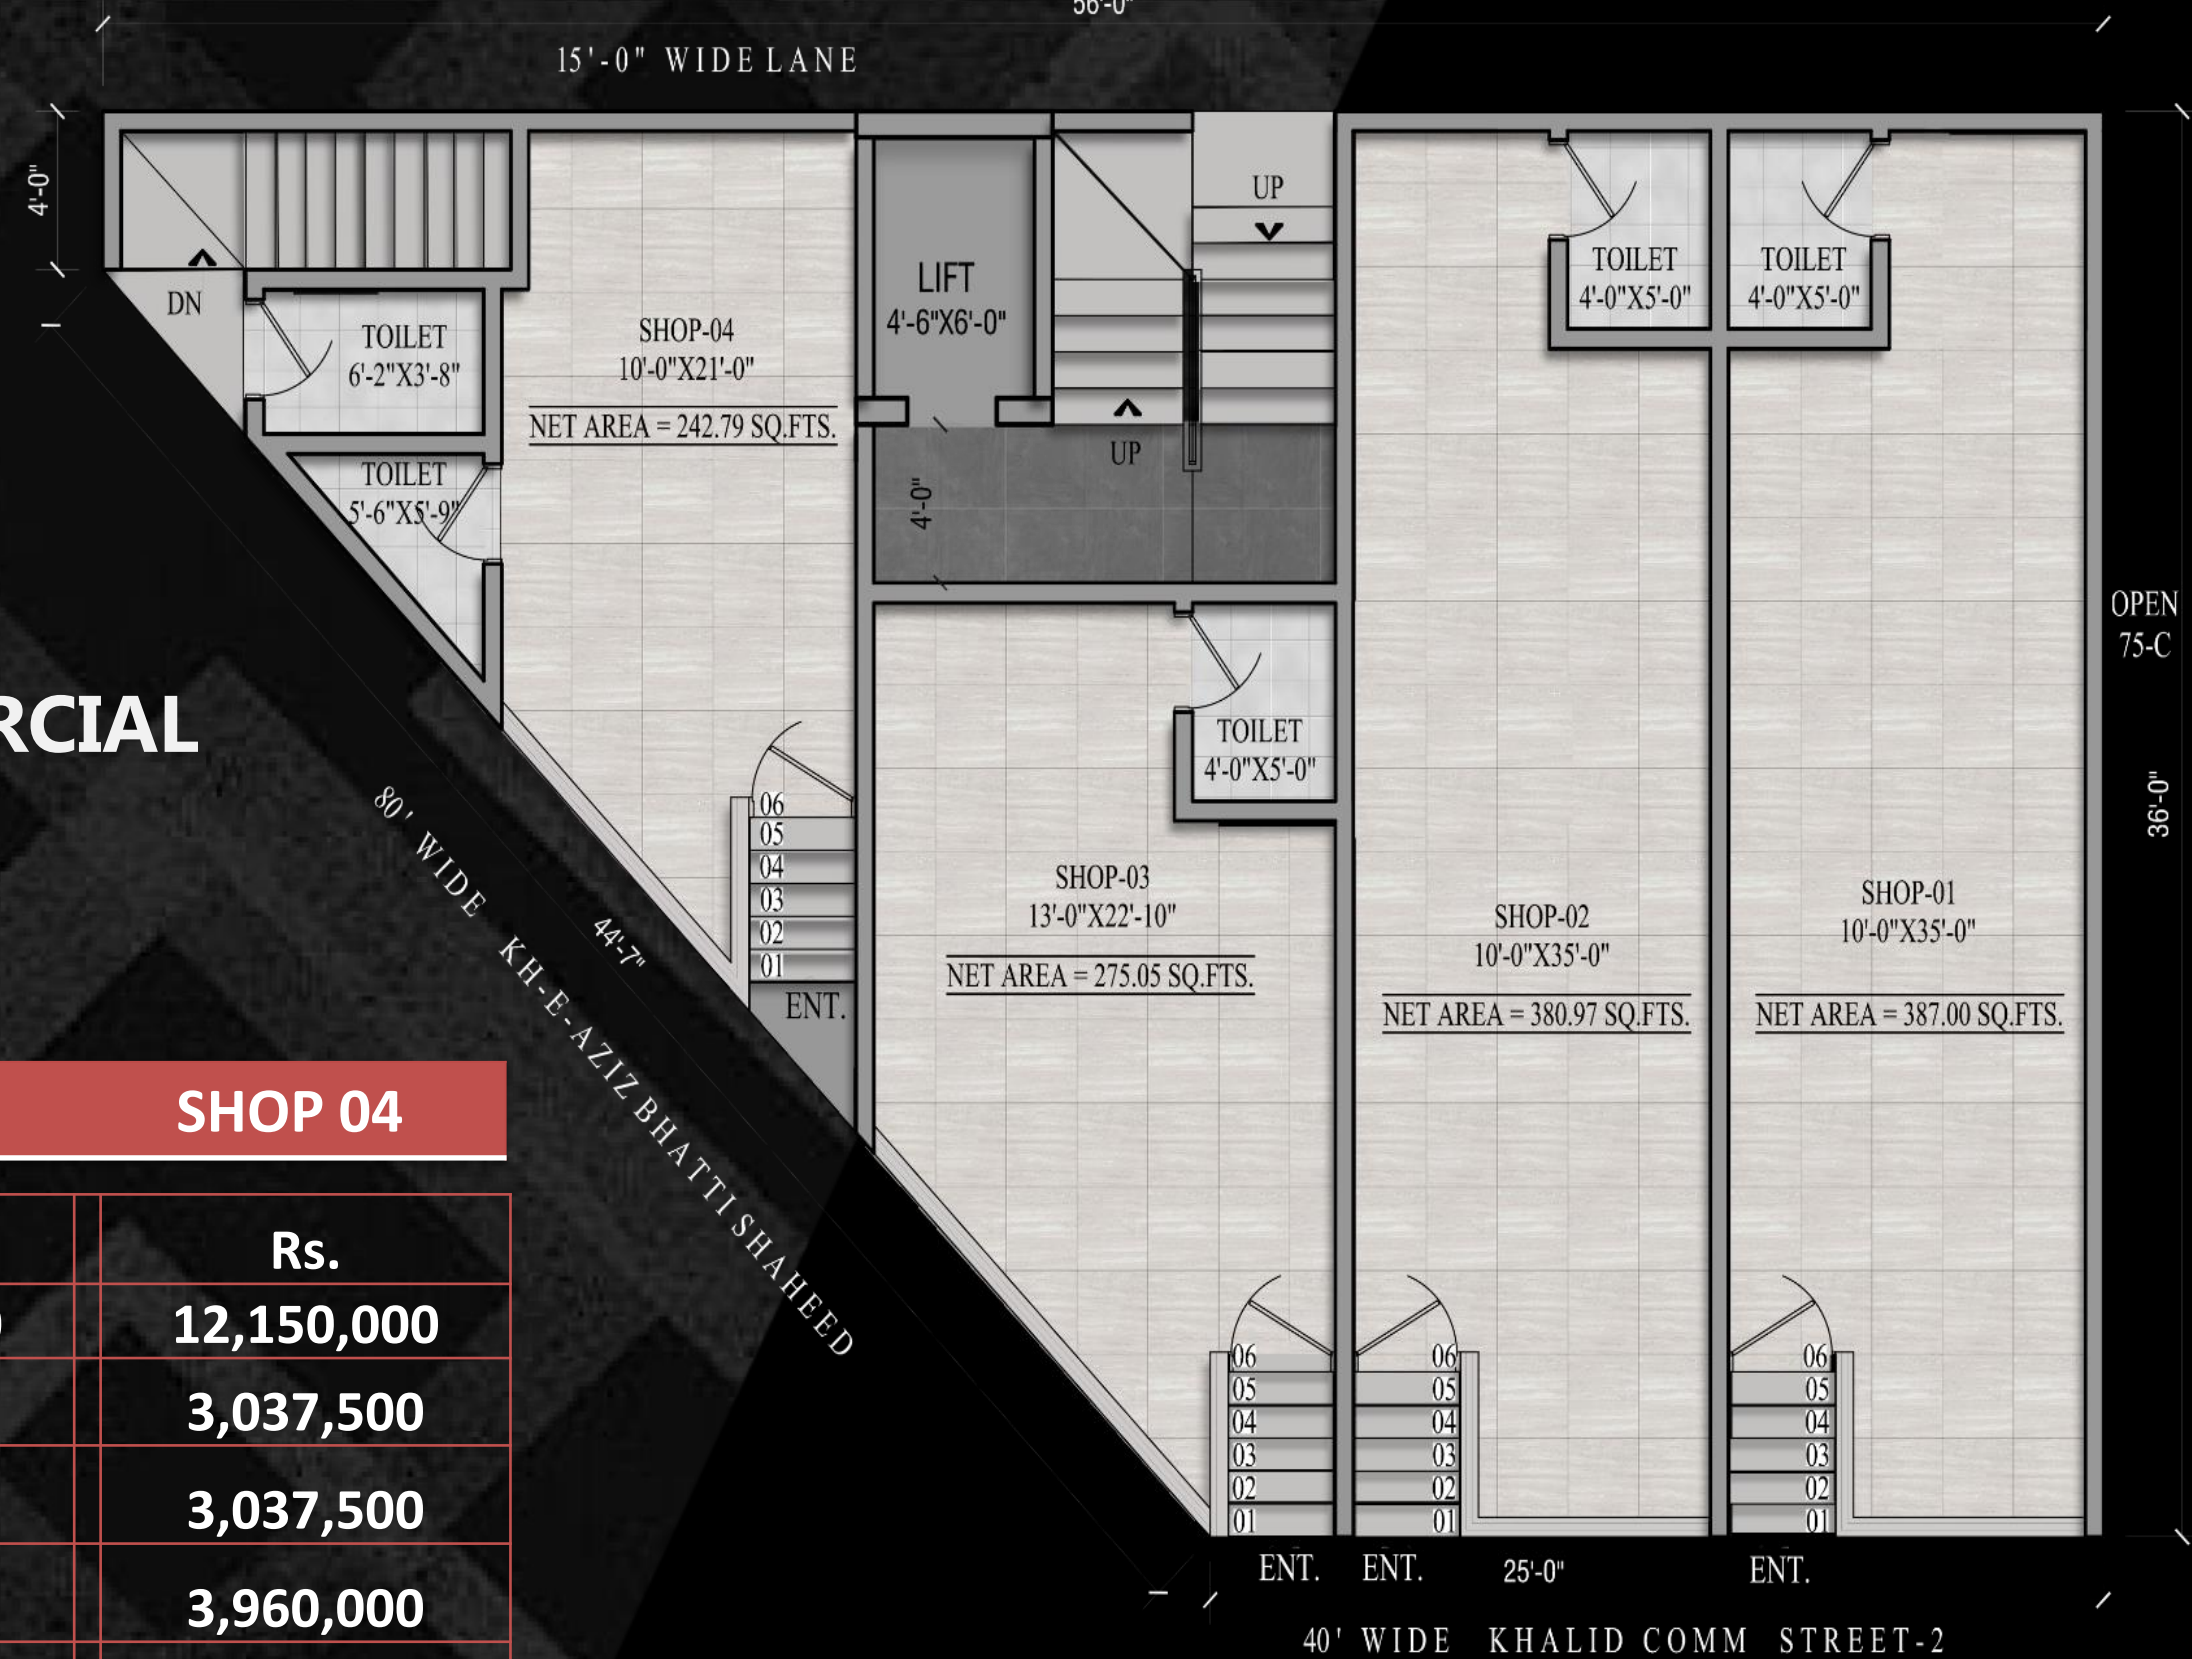 56'-0"
15'-0" WIDE LANE
4'-0"
DN
TOILET
6'-2"X3'-8"
TOILET
5'-6"X5'-9"
SHOP-04
10'-0"X21'-0"
NET AREA = 242.79 SQ.FTS.
LIFT
4'-6"X6'-0"
UP
UP
4'-0"
TOILET
4'-0"X5'-0"
TOILET
4'-0"X5'-0"
OPEN
75-C
36'-0"
TOILET
4'-0"X5'-0"
RCIAL
06
05
04
03
02
01
ENT.
SHOP-03
13'-0"X22'-10"
NET AREA = 275.05 SQ.FTS.
SHOP-02
10'-0"X35'-0"
NET AREA = 380.97 SQ.FTS.
SHOP-01
10'-0"X35'-0"
NET AREA = 387.00 SQ.FTS.
80' WIDE KH-E-AZIZ BHATTI SHAHEED
44'-7"
SHOP 04
Rs.
0 12,150,000
3,037,500
3,037,500
3,960,000
06 06 06
05 05 05
04 04 04
03 03 03
02 02 02
01 01 01
ENT. ENT. 25'-0" ENT.
40' WIDE KHALID COMM STREET-2